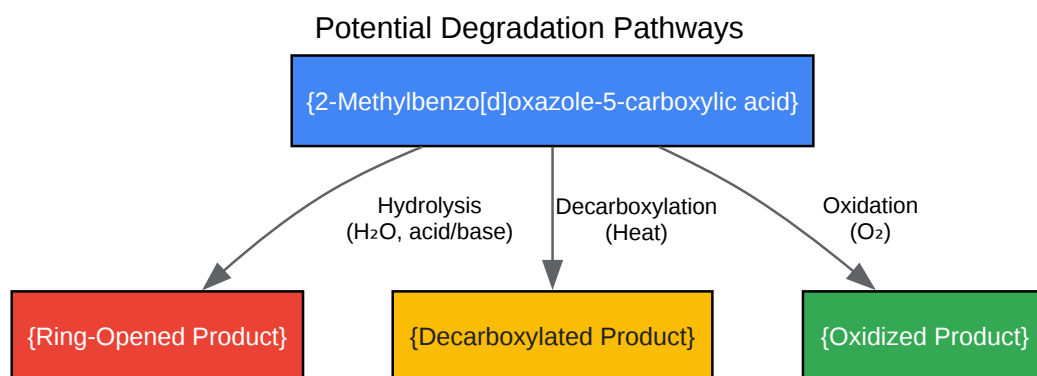 Potential Degradation Pathways
{2-Methylbenzo[d]oxazole-5-carboxylic acid}
Hydrolysis
(H₂O, acid/base)
Decarboxylation
(Heat)
Oxidation
(O₂)
{Ring-Opened Product}
{Decarboxylated Product}
{Oxidized Product}